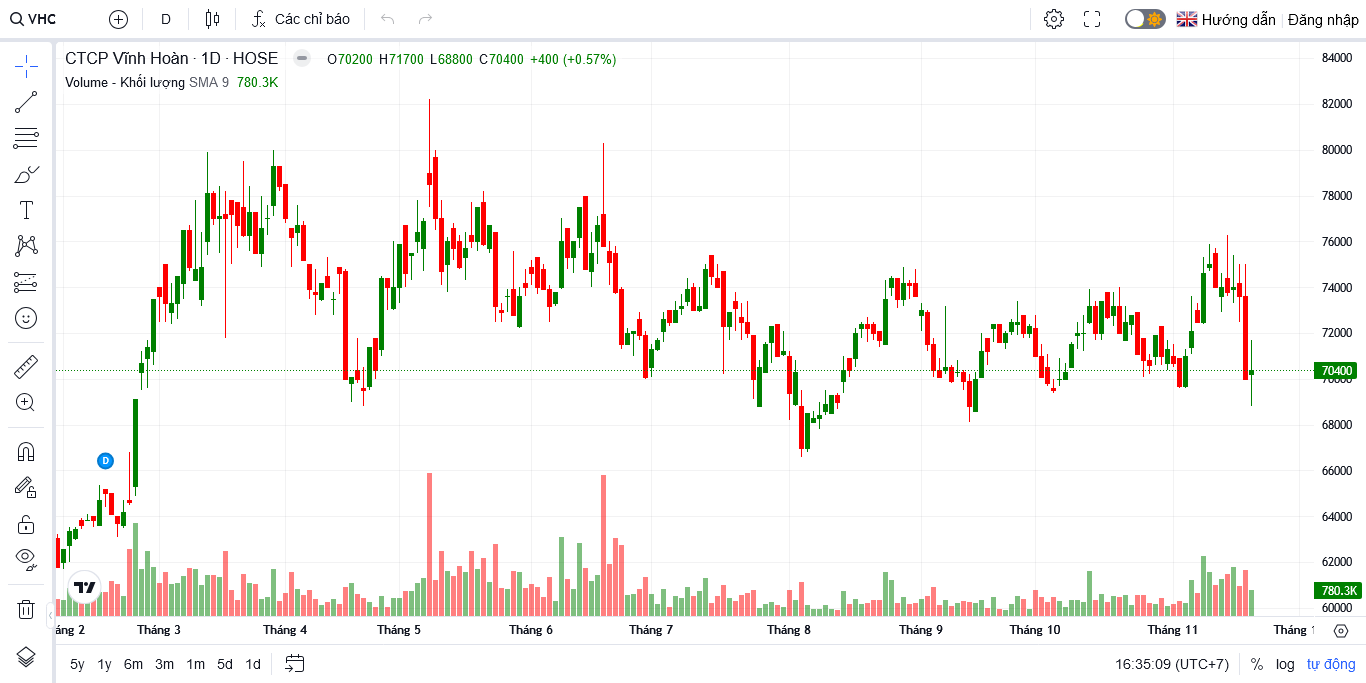 VHC D Các chỉ báo Hướng dẫn Đăng nhập
CTCP Vĩnh Hoàn · 1D · HOSE O70200 H71700 L68800 C70400 +400 (+0.57%)
Volume - Khối lượng SMA 9 780.3K
84000
82000
80000
78000
76000
74000
72000
70400
70000
68000
D
66000
64000
62000
780.3K
60000
áng 2 Tháng 3 Tháng 4 Tháng 5 Tháng 6 Tháng 7 Tháng 8 Tháng 9 Tháng 10 Tháng 11 Tháng 1
5y 1y 6m 3m 1m 5d 1d 16:35:09 (UTC+7) % log tự động